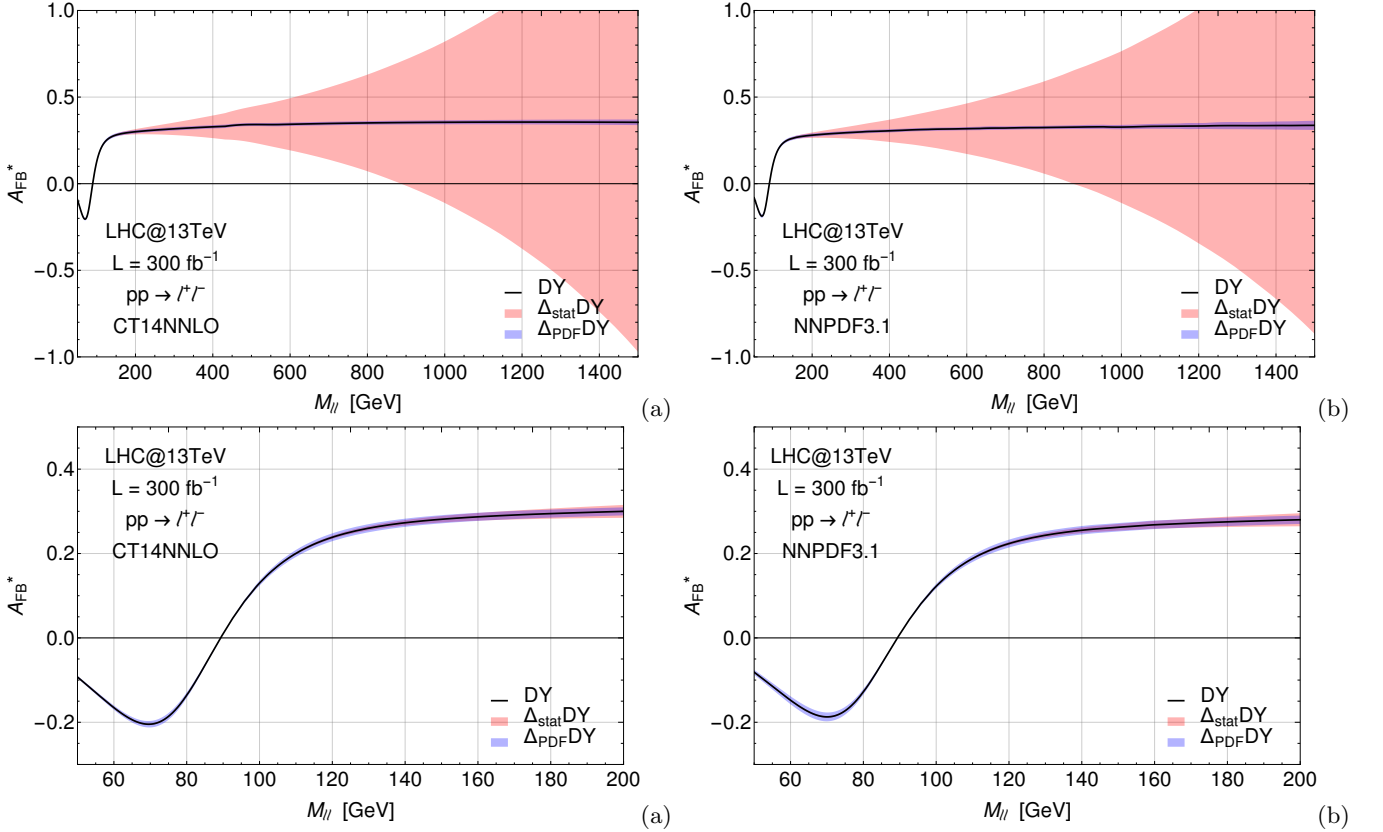 1.0
0.5
0.0
−0.5
−1.0
A_FB*
LHC@13TeV
L = 300 fb⁻¹
pp → l⁺l⁻
CT14NNLO
DY
Δ_stat DY
Δ_PDF DY
200 400 600 800 1000 1200 1400
M_ll [GeV]
(a)
1.0
0.5
0.0
−0.5
−1.0
A_FB*
LHC@13TeV
L = 300 fb⁻¹
pp → l⁺l⁻
NNPDF3.1
DY
Δ_stat DY
Δ_PDF DY
200 400 600 800 1000 1200 1400
M_ll [GeV]
(b)
0.4
0.2
0.0
−0.2
A_FB*
LHC@13TeV
L = 300 fb⁻¹
pp → l⁺l⁻
CT14NNLO
DY
Δ_stat DY
Δ_PDF DY
60 80 100 120 140 160 180 200
M_ll [GeV]
(a)
0.4
0.2
0.0
−0.2
A_FB*
LHC@13TeV
L = 300 fb⁻¹
pp → l⁺l⁻
NNPDF3.1
DY
Δ_stat DY
Δ_PDF DY
60 80 100 120 140 160 180 200
M_ll [GeV]
(b)